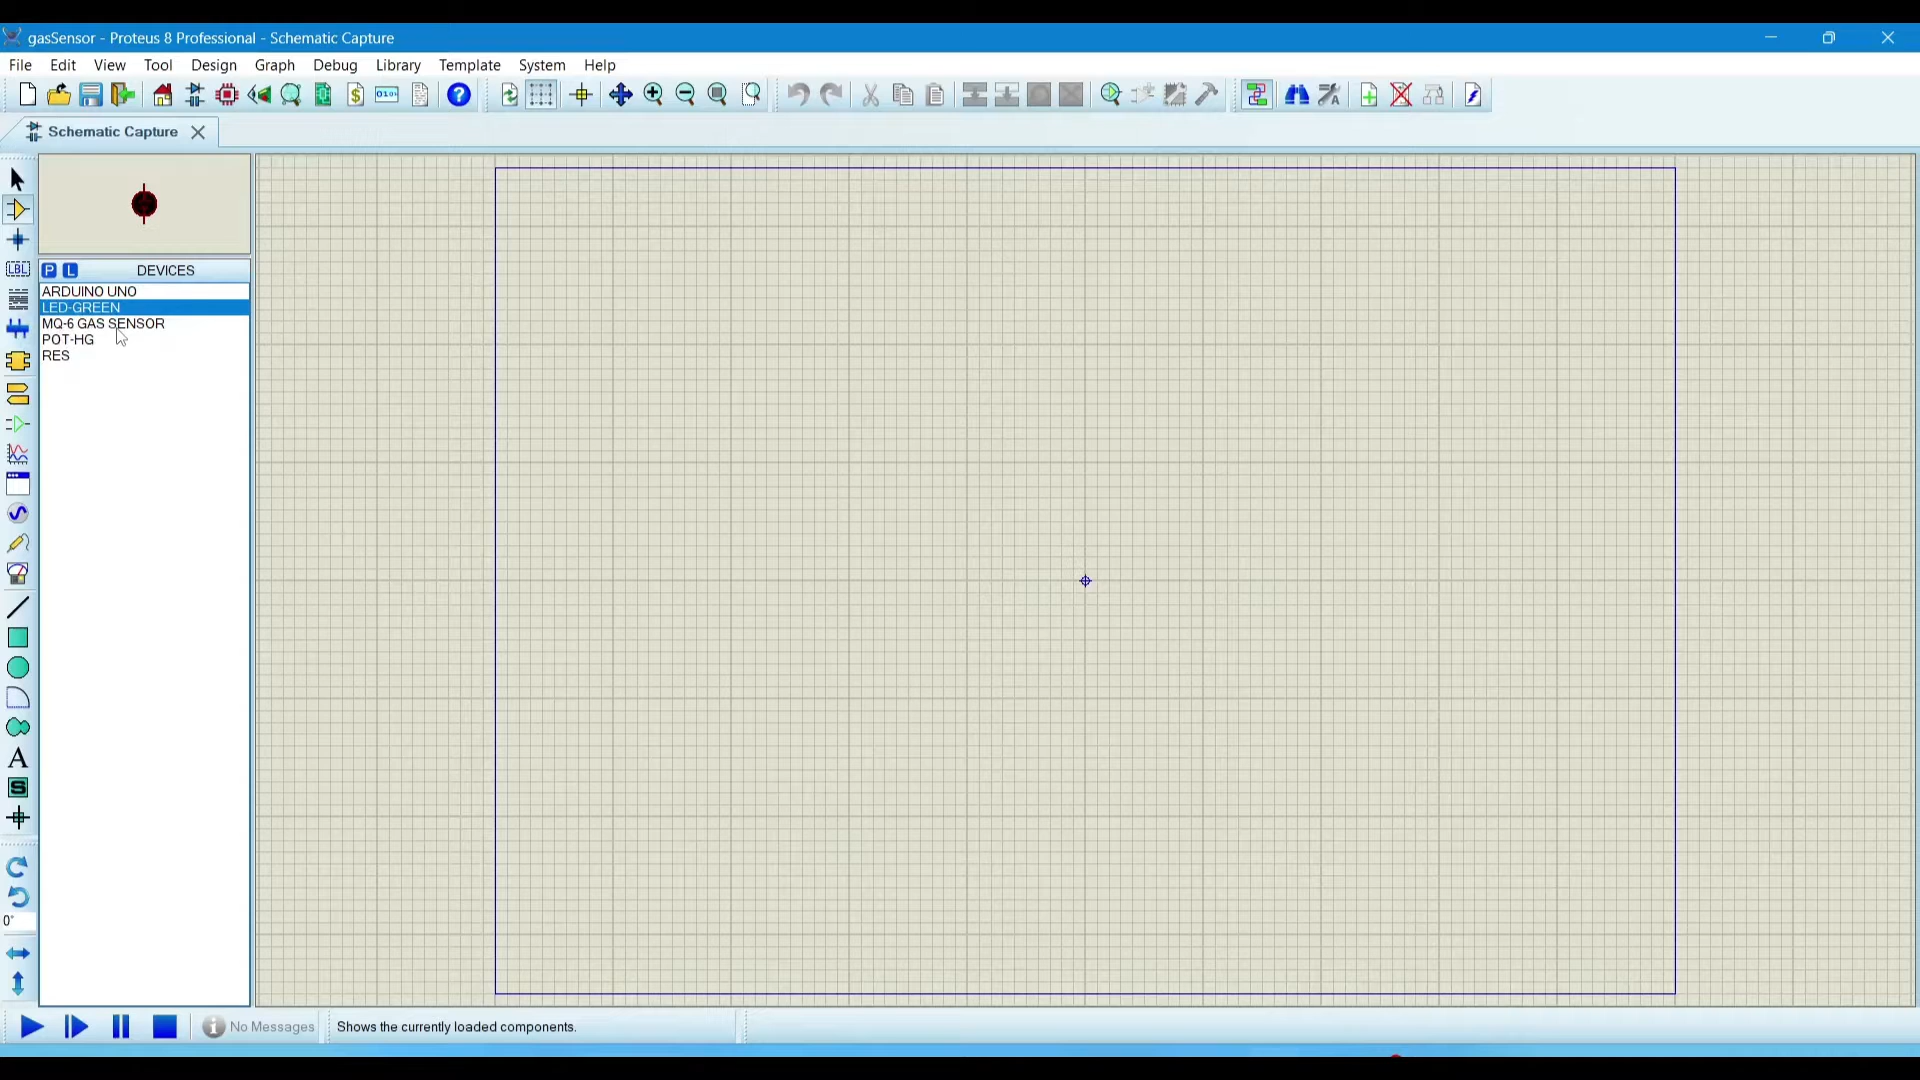 gasSensor - Proteus 8 Professional - Schematic Capture
File Edit View Tool Design Graph Debug Library Template System Help
Schematic Capture
P L DEVICES
ARDUINO UNO
LED-GREEN
MQ-6 GAS SENSOR
POT-HG
RES
LBL
A
S
0°
No Messages
Shows the currently loaded components.